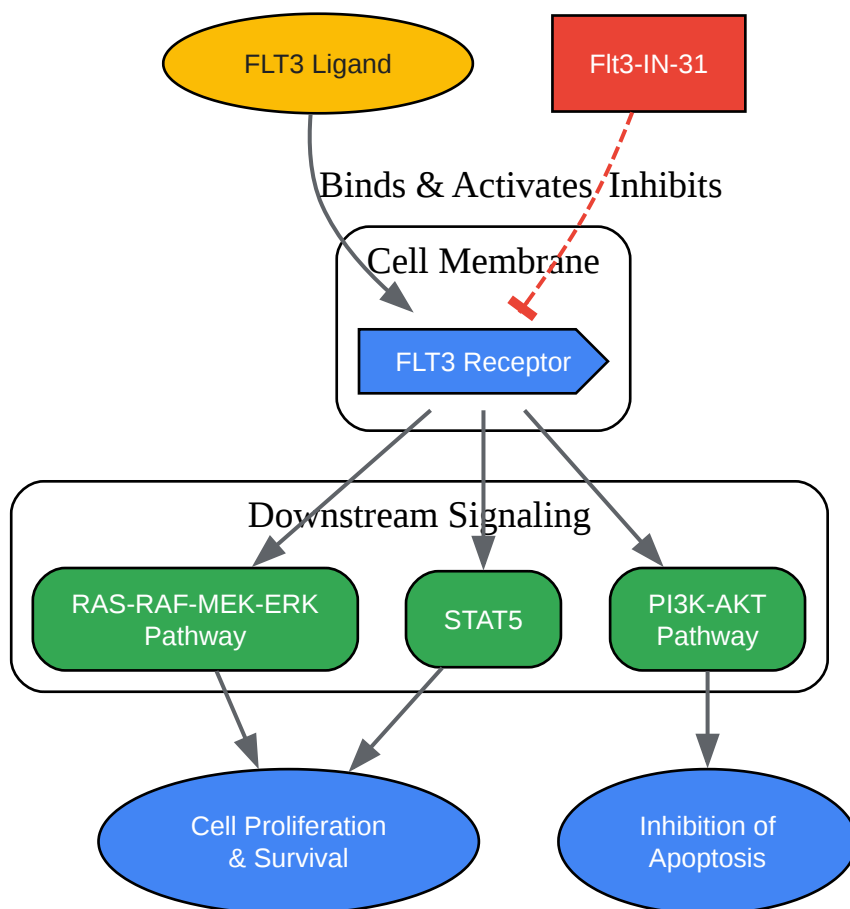 FLT3 Ligand
Flt3-IN-31
Binds & Activates
Inhibits
Cell Membrane
FLT3 Receptor
Downstream Signaling
RAS-RAF-MEK-ERK
Pathway
STAT5
PI3K-AKT
Pathway
Cell Proliferation
& Survival
Inhibition of
Apoptosis